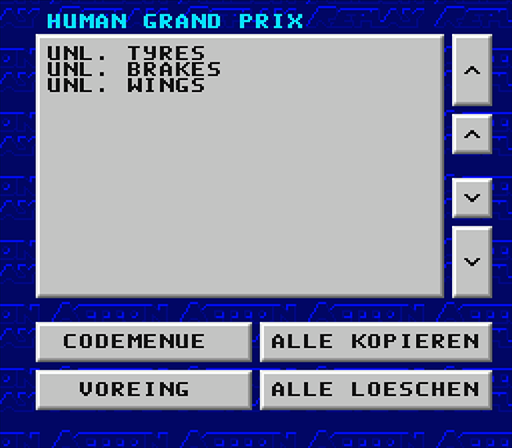 HUMAN GRAND PRIX
UNL. TYRES
UNL. BRAKES
UNL. WINGS
CODEMENUE
ALLE KOPIEREN
VOREING
ALLE LOESCHEN